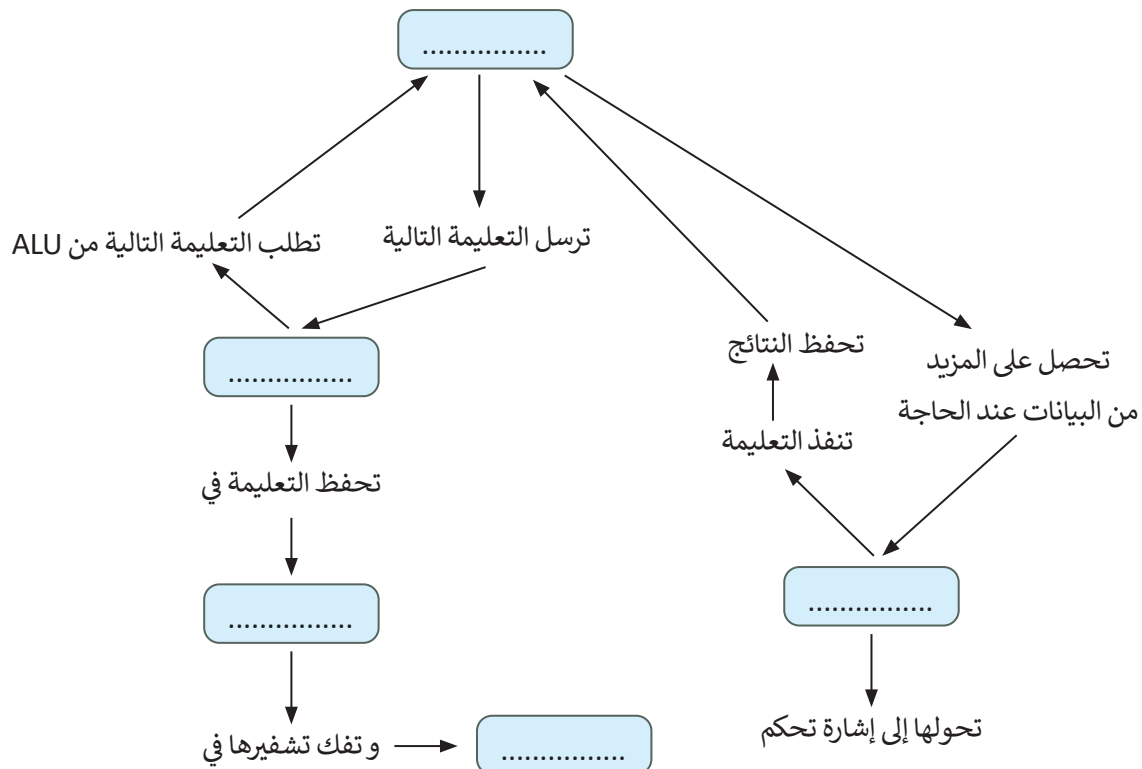 ................
ترسل التعليمة التالية
تطلب التعليمة التالية من ALU
................
تحفظ التعليمة في
................
و تفك تشفيرها في
................
تحصل على المزيد
من البيانات عند الحاجة
................
تنفذ التعليمة
تحفظ النتائج
تحولها إلى إشارة تحكم